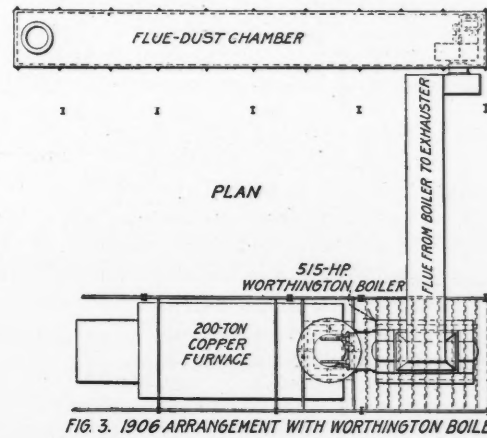 FLUE-DUST CHAMBER
FLUE FROM BOILER TO EXHAUSTER
PLAN
515-HP.
WORTHINGTON BOILER
200-TON
COPPER
FURNACE
FIG. 3. 1906 ARRANGEMENT WITH WORTHINGTON BOILE